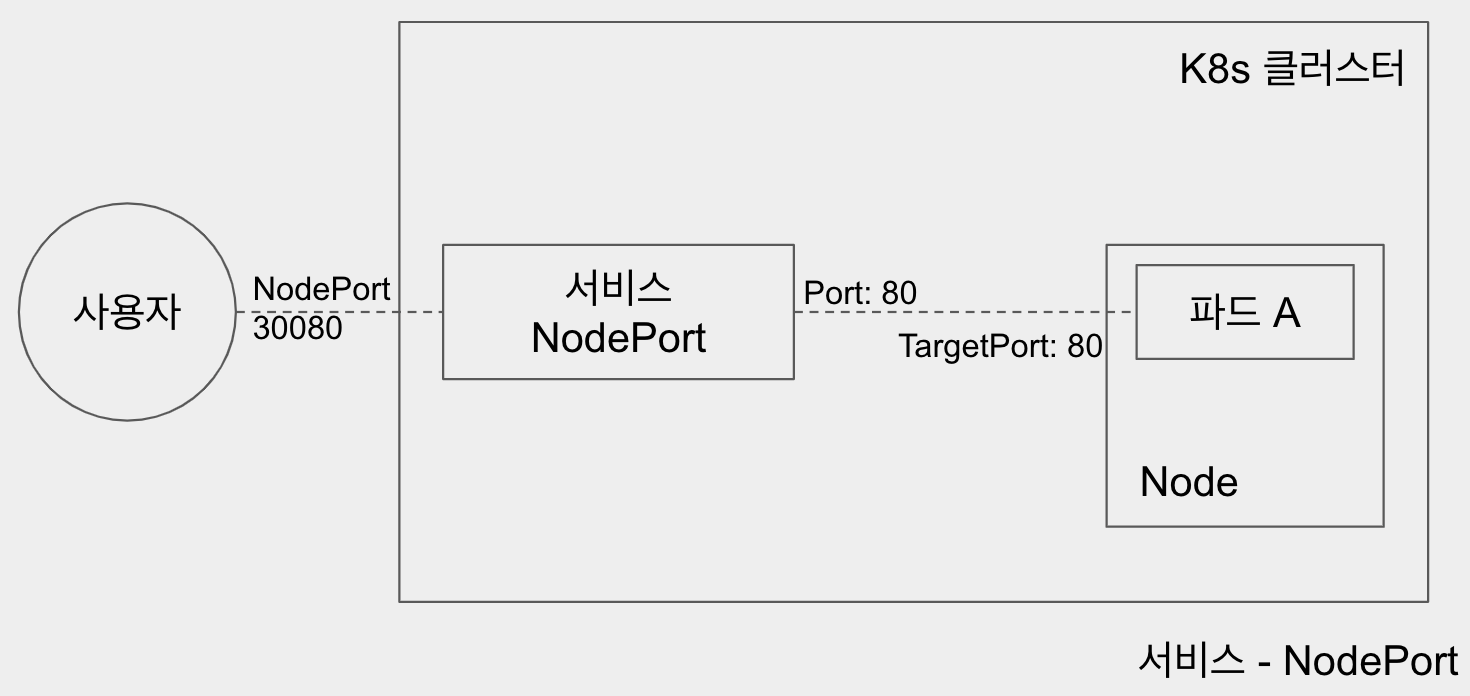 K8s 클러스터
사용자
NodePort
30080
서비스
NodePort
Port: 80
TargetPort: 80
파드 A
Node
서비스 - NodePort